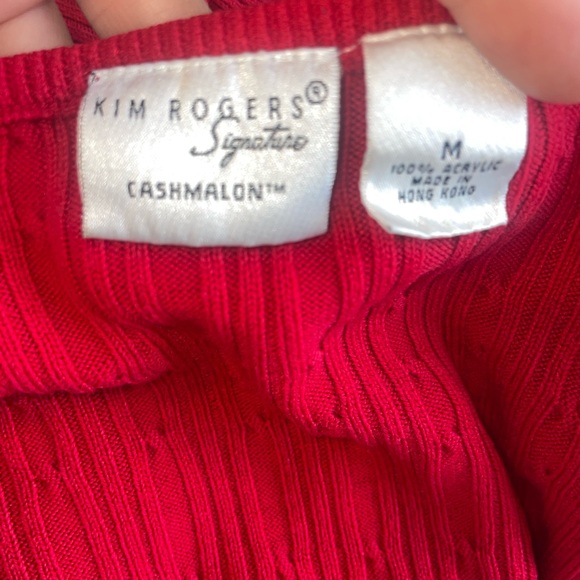 KIM ROGERS®
Signature
CASHMALON™
M
100% ACRYLIC
MADE IN
HONG KONG